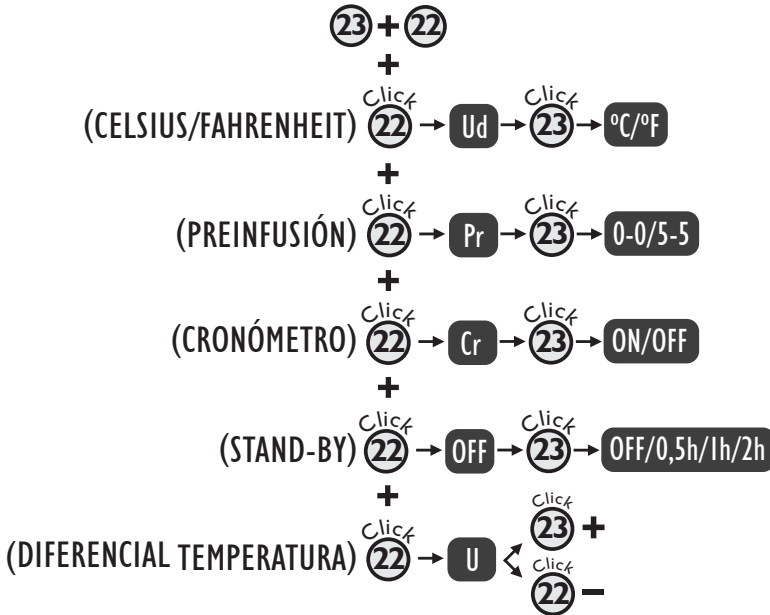 23 + 22
+
(CELSIUS/FAHRENHEIT) Click 22 → Ud → Click 23 → ºC/ºF
+
(PREINFUSIÓN) Click 22 → Pr → Click 23 → 0-0/5-5
+
(CRONÓMETRO) Click 22 → Cr → Click 23 → ON/OFF
+
(STAND-BY) Click 22 → OFF → Click 23 → OFF/0,5h/1h/2h
+
(DIFERENCIAL TEMPERATURA) Click 22 → U
Click 23 +
Click 22 −